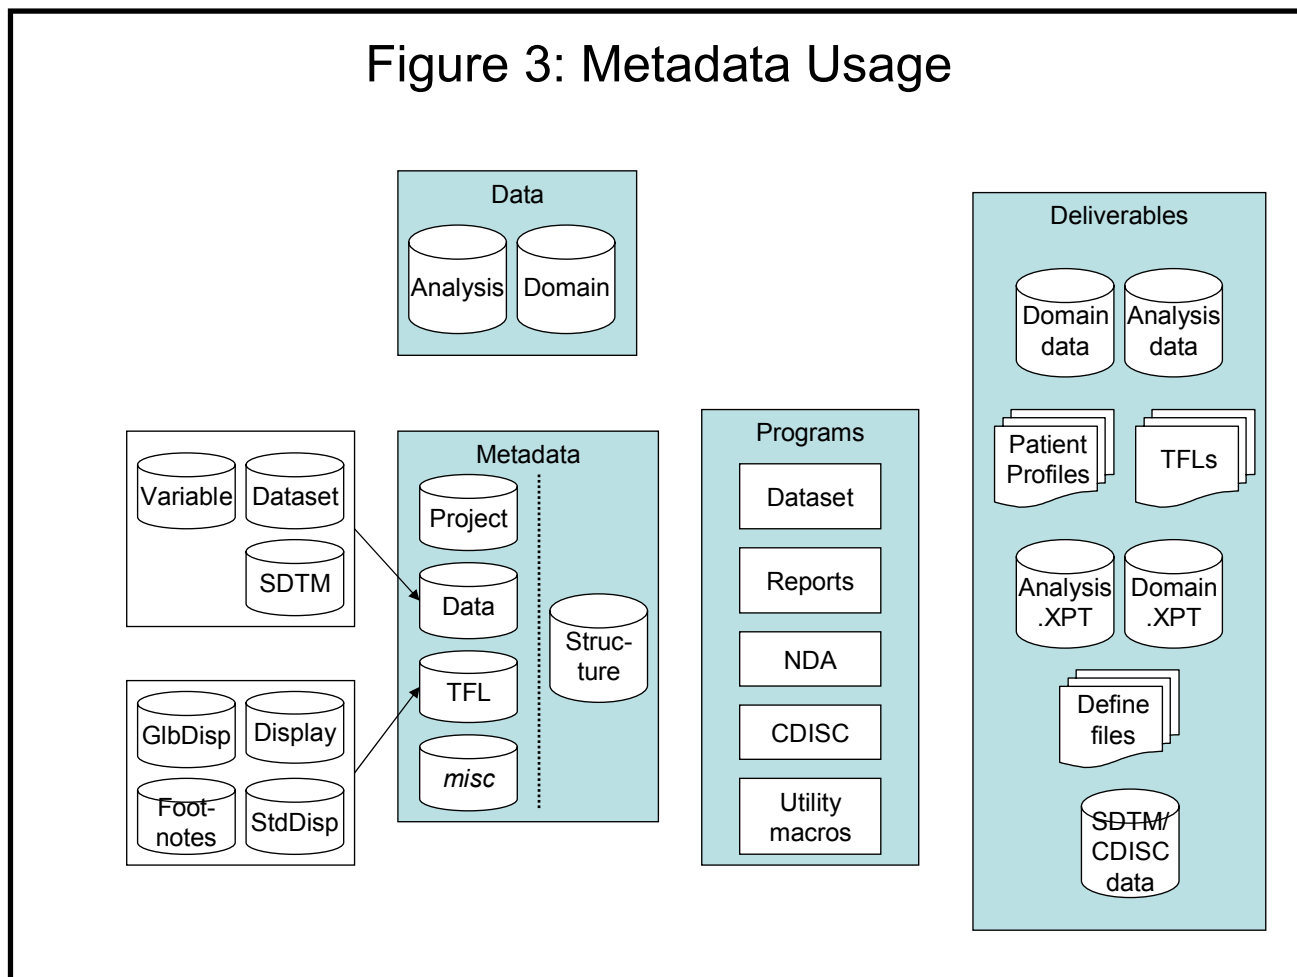 Figure 3: Metadata Usage
Data
Analysis
Domain
Variable
Dataset
SDTM
GlbDisp
Display
Foot-
notes
StdDisp
Metadata
Project
Data
TFL
misc
Struc-
ture
Programs
Dataset
Reports
NDA
CDISC
Utility
macros
Deliverables
Domain
data
Analysis
data
Patient
Profiles
TFLs
Analysis
.XPT
Domain
.XPT
Define
files
SDTM/
CDISC
data